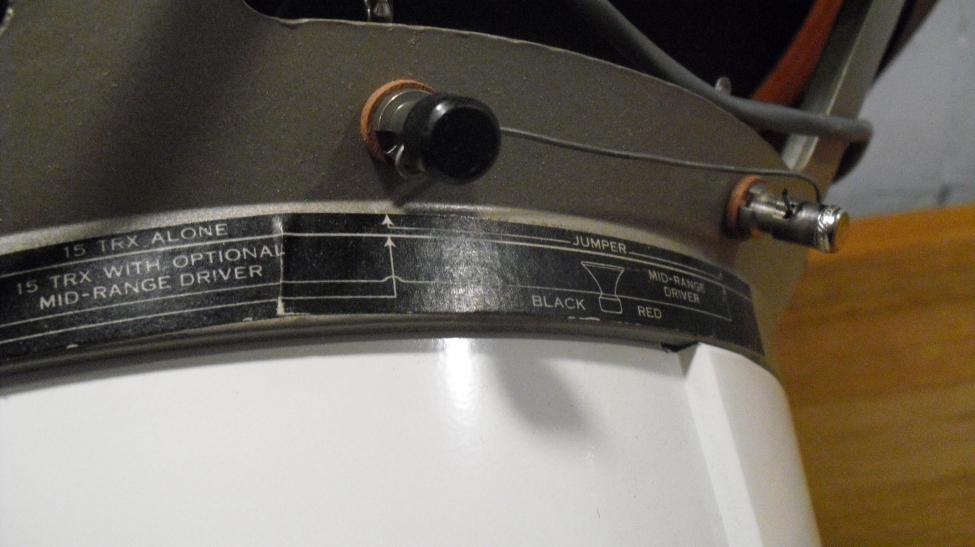 15 TRX ALONE
15 TRX WITH OPTIONAL
MID-RANGE DRIVER
JUMPER
MID-RANGE
DRIVER
BLACK
RED